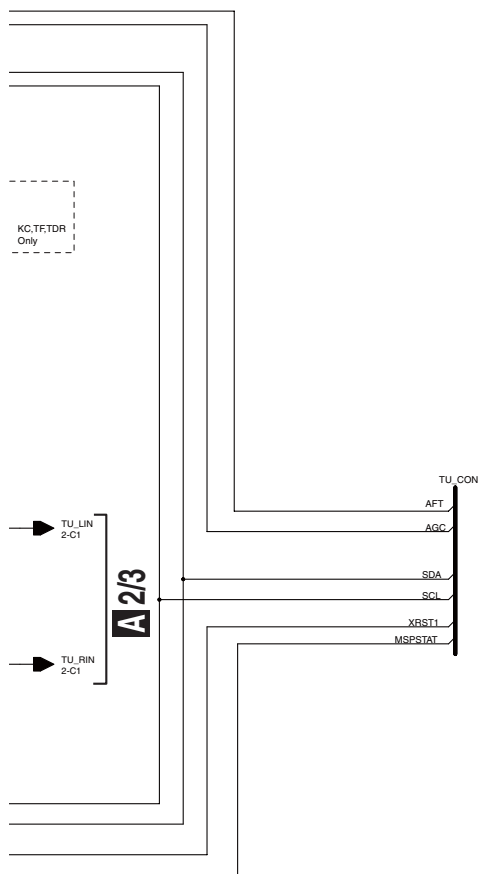 KC,TF,TDR
Only
TU_CON
AFT
AGC
TU_LIN
2-C1
A 2/3
SDA
SCL
XRST1
MSPSTAT
TU_RIN
2-C1